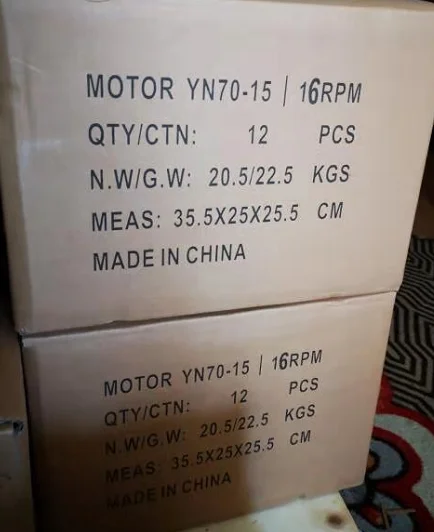 MOTOR YN70-15 | 16RPM
QTY/CTN: 12 PCS
N.W/G.W: 20.5/22.5 KGS
MEAS: 35.5X25X25.5 CM
MADE IN CHINA
MOTOR YN70-15 | 16RPM
QTY/CTN: 12 PCS
N.W/G.W: 20.5/22.5 KGS
MEAS: 35.5X25X25.5 CM
MADE IN CHINA